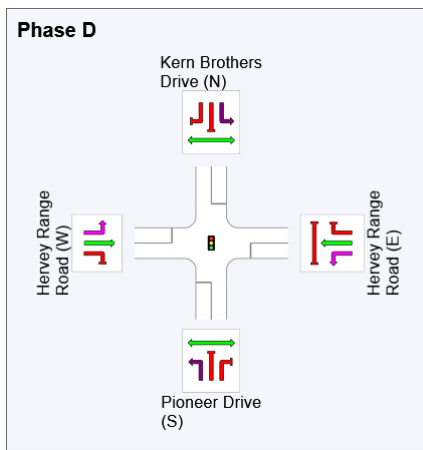 Phase D
Kern Brothers
Drive (N)
Hervey Range
Road (W)
Hervey Range
Road (E)
Pioneer Drive
(S)